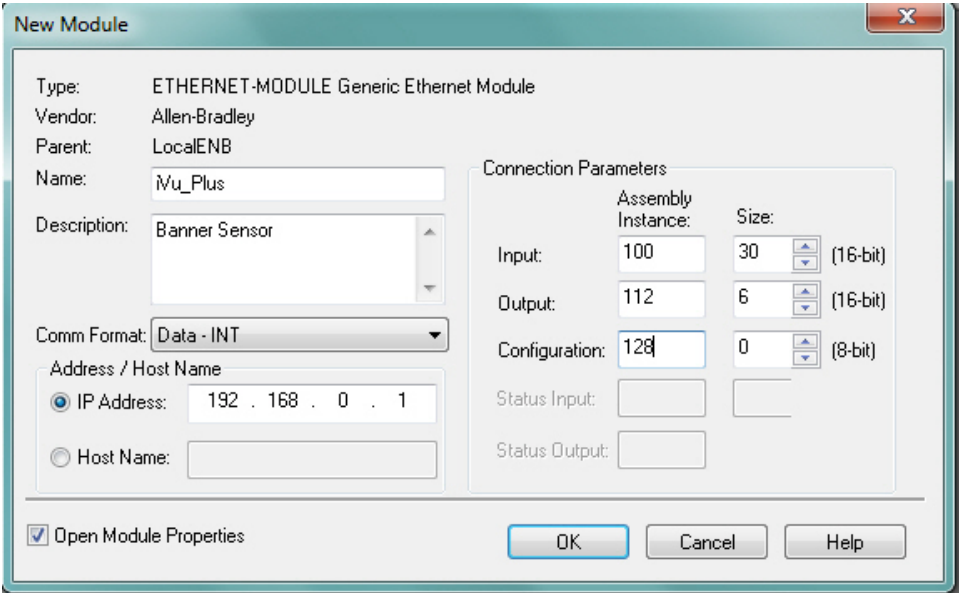 New Module
Type: ETHERNET-MODULE Generic Ethernet Module
Vendor: Allen-Bradley
Parent: LocalENB
Name: iVu_Plus
Description: Banner Sensor
Comm Format: Data - INT
Address / Host Name
IP Address: 192 . 168 . 0 . 1
Host Name:
Connection Parameters
Assembly
Instance: Size:
Input: 100 30 (16-bit)
Output: 112 6 (16-bit)
Configuration: 128 0 (8-bit)
Status Input:
Status Output:
Open Module Properties
OK Cancel Help